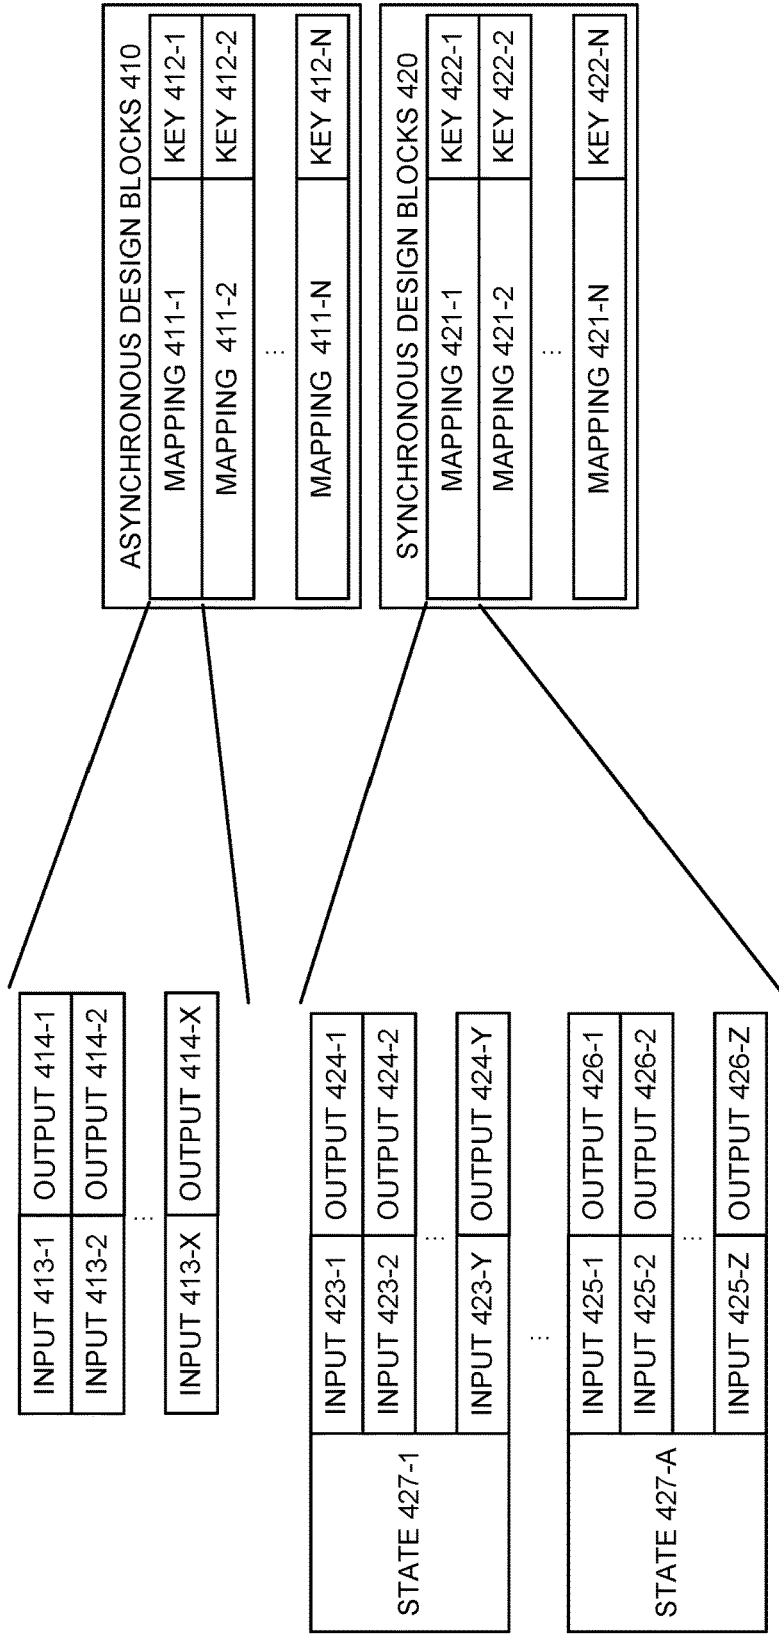 INPUT 413-1 OUTPUT 414-1
INPUT 413-2 OUTPUT 414-2
...
INPUT 413-X OUTPUT 414-X
ASYNCHRONOUS DESIGN BLOCKS 410
MAPPING 411-1 KEY 412-1
MAPPING 411-2 KEY 412-2
...
MAPPING 411-N KEY 412-N
STATE 427-1
INPUT 423-1 OUTPUT 424-1
INPUT 423-2 OUTPUT 424-2
...
INPUT 423-Y OUTPUT 424-Y
...
STATE 427-A
INPUT 425-1 OUTPUT 426-1
INPUT 425-2 OUTPUT 426-2
...
INPUT 425-Z OUTPUT 426-Z
SYNCHRONOUS DESIGN BLOCKS 420
MAPPING 421-1 KEY 422-1
MAPPING 421-2 KEY 422-2
...
MAPPING 421-N KEY 422-N